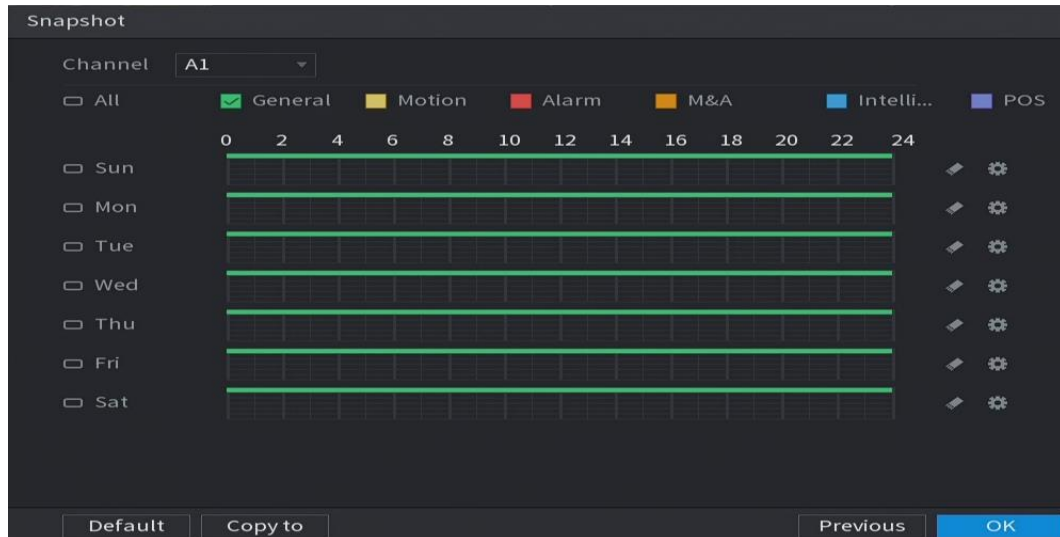 Snapshot
Channel A1
All General Motion Alarm M&A Intelli... POS
0 2 4 6 8 10 12 14 16 18 20 22 24
Sun
Mon
Tue
Wed
Thu
Fri
Sat
Default Copy to Previous OK